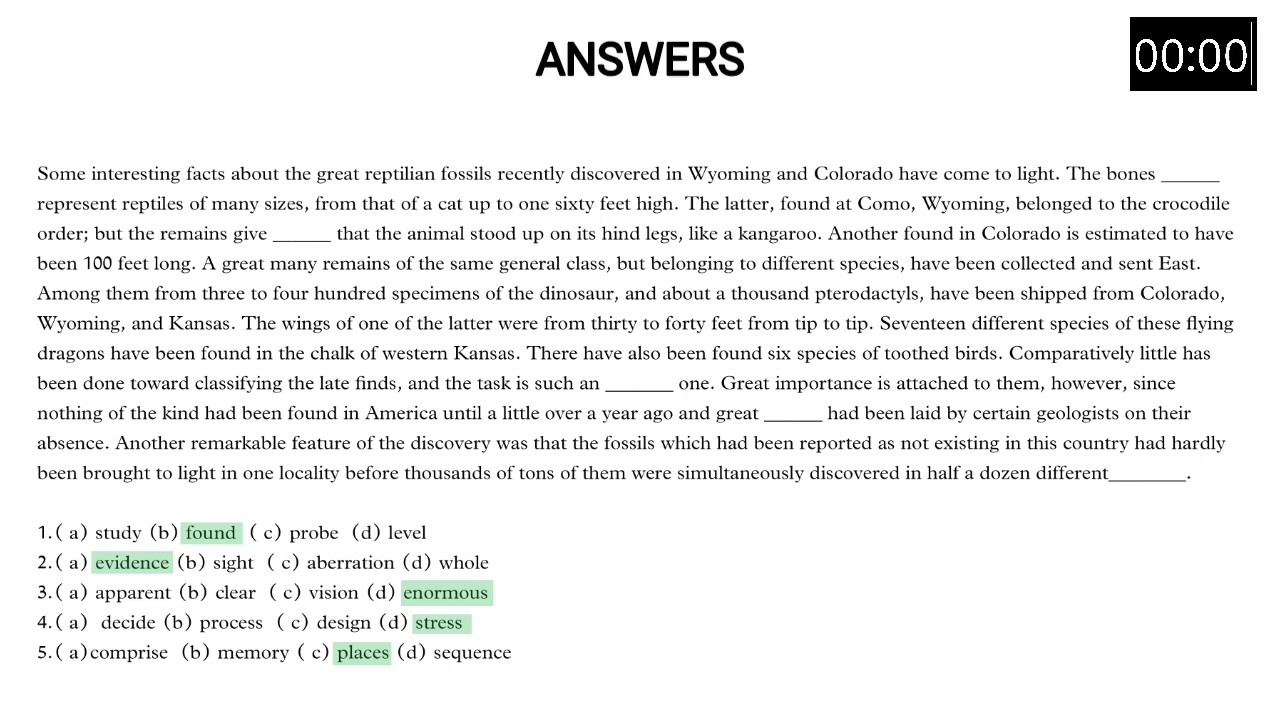 ANSWERS
00:00
Some interesting facts about the great reptilian fossils recently discovered in Wyoming and Colorado have come to light. The bones ______
represent reptiles of many sizes, from that of a cat up to one sixty feet high. The latter, found at Como, Wyoming, belonged to the crocodile
order; but the remains give ______ that the animal stood up on its hind legs, like a kangaroo. Another found in Colorado is estimated to have
been 100 feet long. A great many remains of the same general class, but belonging to different species, have been collected and sent East.
Among them from three to four hundred specimens of the dinosaur, and about a thousand pterodactyls, have been shipped from Colorado,
Wyoming, and Kansas. The wings of one of the latter were from thirty to forty feet from tip to tip. Seventeen different species of these flying
dragons have been found in the chalk of western Kansas. There have also been found six species of toothed birds. Comparatively little has
been done toward classifying the late finds, and the task is such an _______ one. Great importance is attached to them, however, since
nothing of the kind had been found in America until a little over a year ago and great ______ had been laid by certain geologists on their
absence. Another remarkable feature of the discovery was that the fossils which had been reported as not existing in this country had hardly
been brought to light in one locality before thousands of tons of them were simultaneously discovered in half a dozen different________.
1.( a) study (b) found ( c) probe (d) level
2.( a) evidence (b) sight ( c) aberration (d) whole
3.( a) apparent (b) clear ( c) vision (d) enormous
4.( a) decide (b) process ( c) design (d) stress
5.( a)comprise (b) memory ( c) places (d) sequence